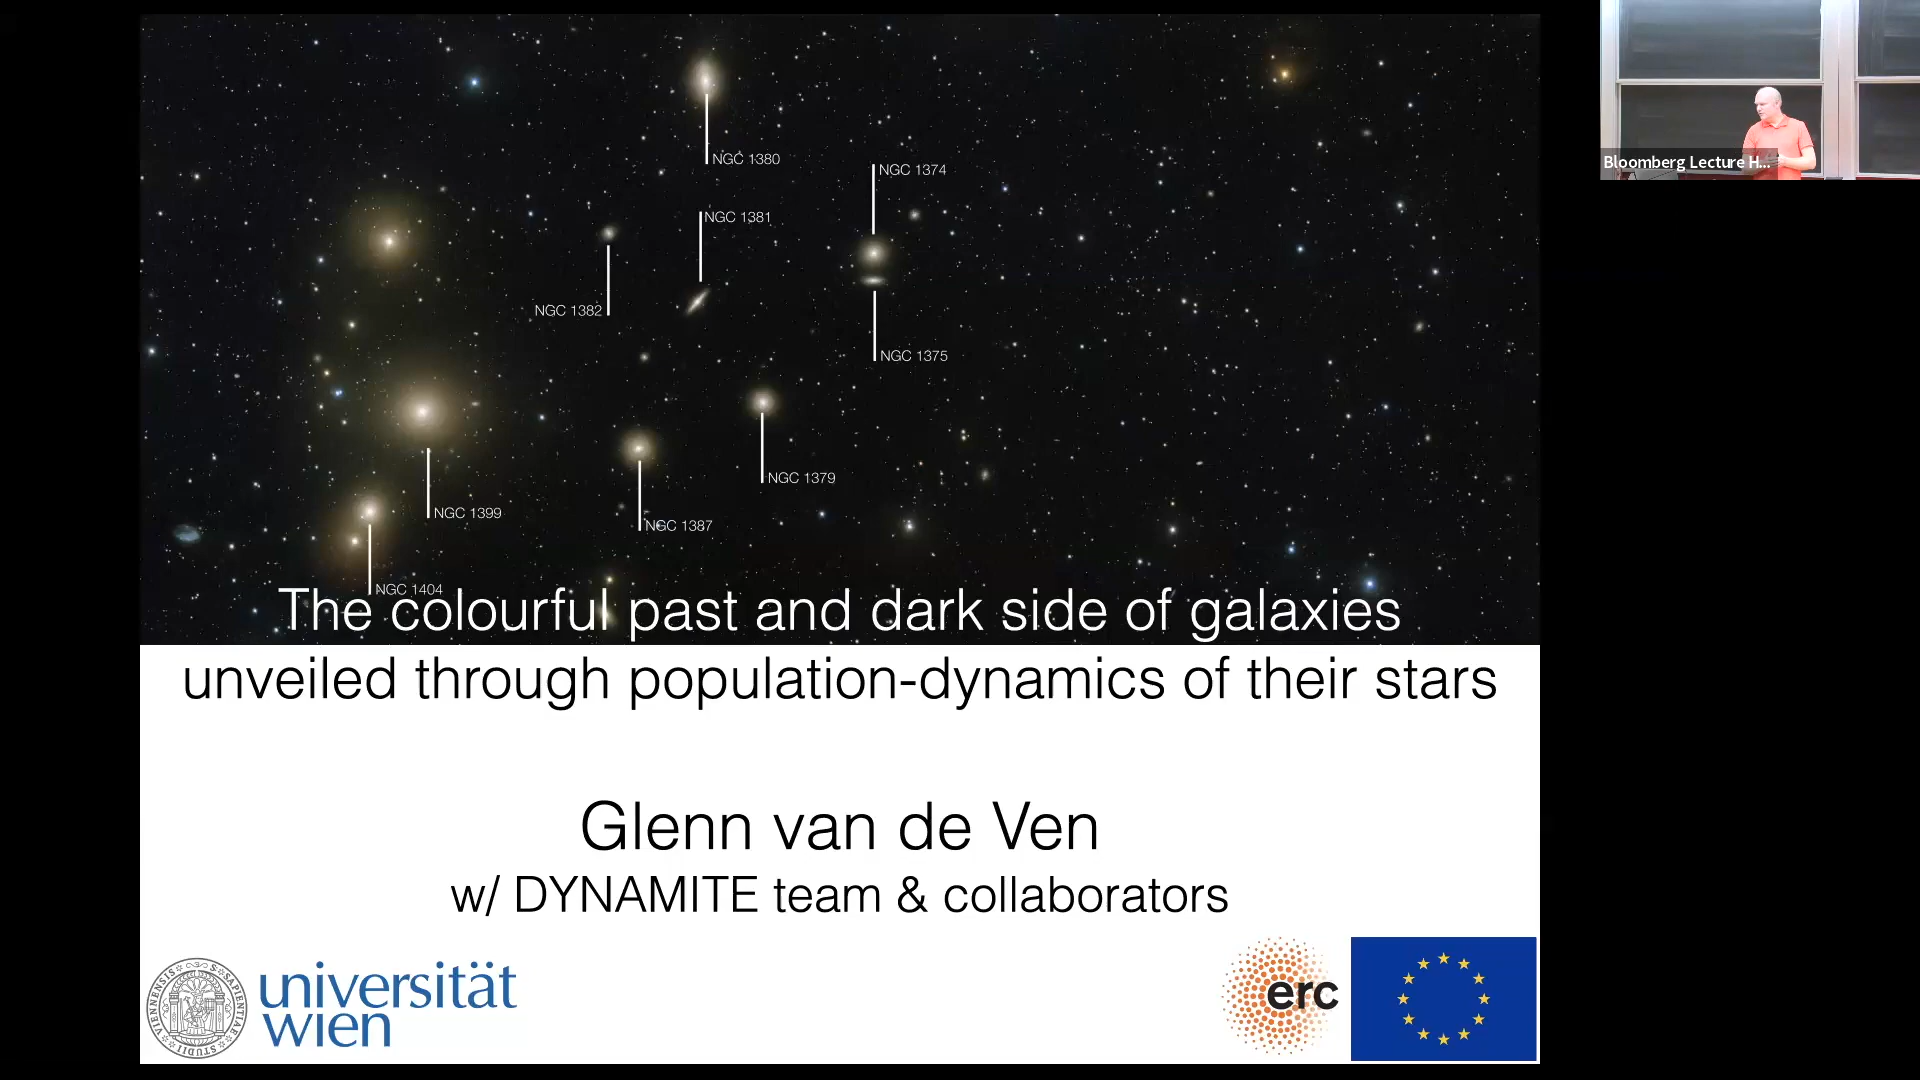 NGC 1380
NGC 1374
NGC 1381
NGC 1382
NGC 1375
NGC 1379
NGC 1399
NGC 1387
NGC 1404
The colourful past and dark side of galaxies
unveiled through population-dynamics of their stars
Glenn van de Ven
w/ DYNAMITE team & collaborators
universität
wien
erc
Bloomberg Lecture H...